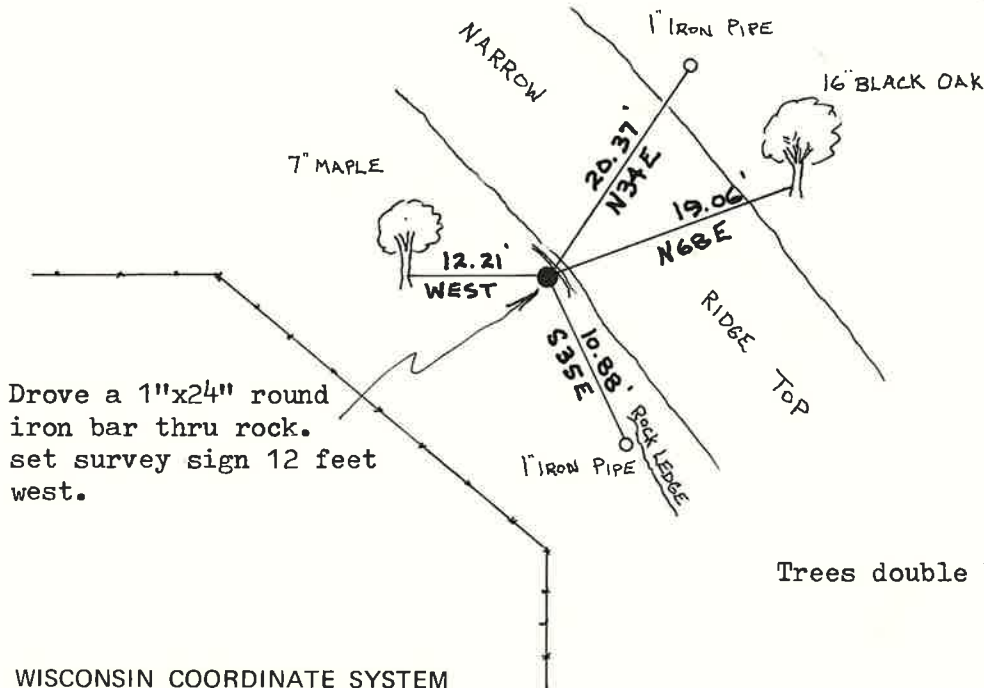 NARROW
1" IRON PIPE
16" BLACK OAK
7" MAPLE
20.37'
N34E
19.06'
N68E
12.21'
WEST
RIDGE
TOP
10.88'
S35E
ROCK LEDGE
1" IRON PIPE
Drove a 1"x24" round
iron bar thru rock.
set survey sign 12 feet
west.
Trees double
WISCONSIN COORDINATE SYSTEM